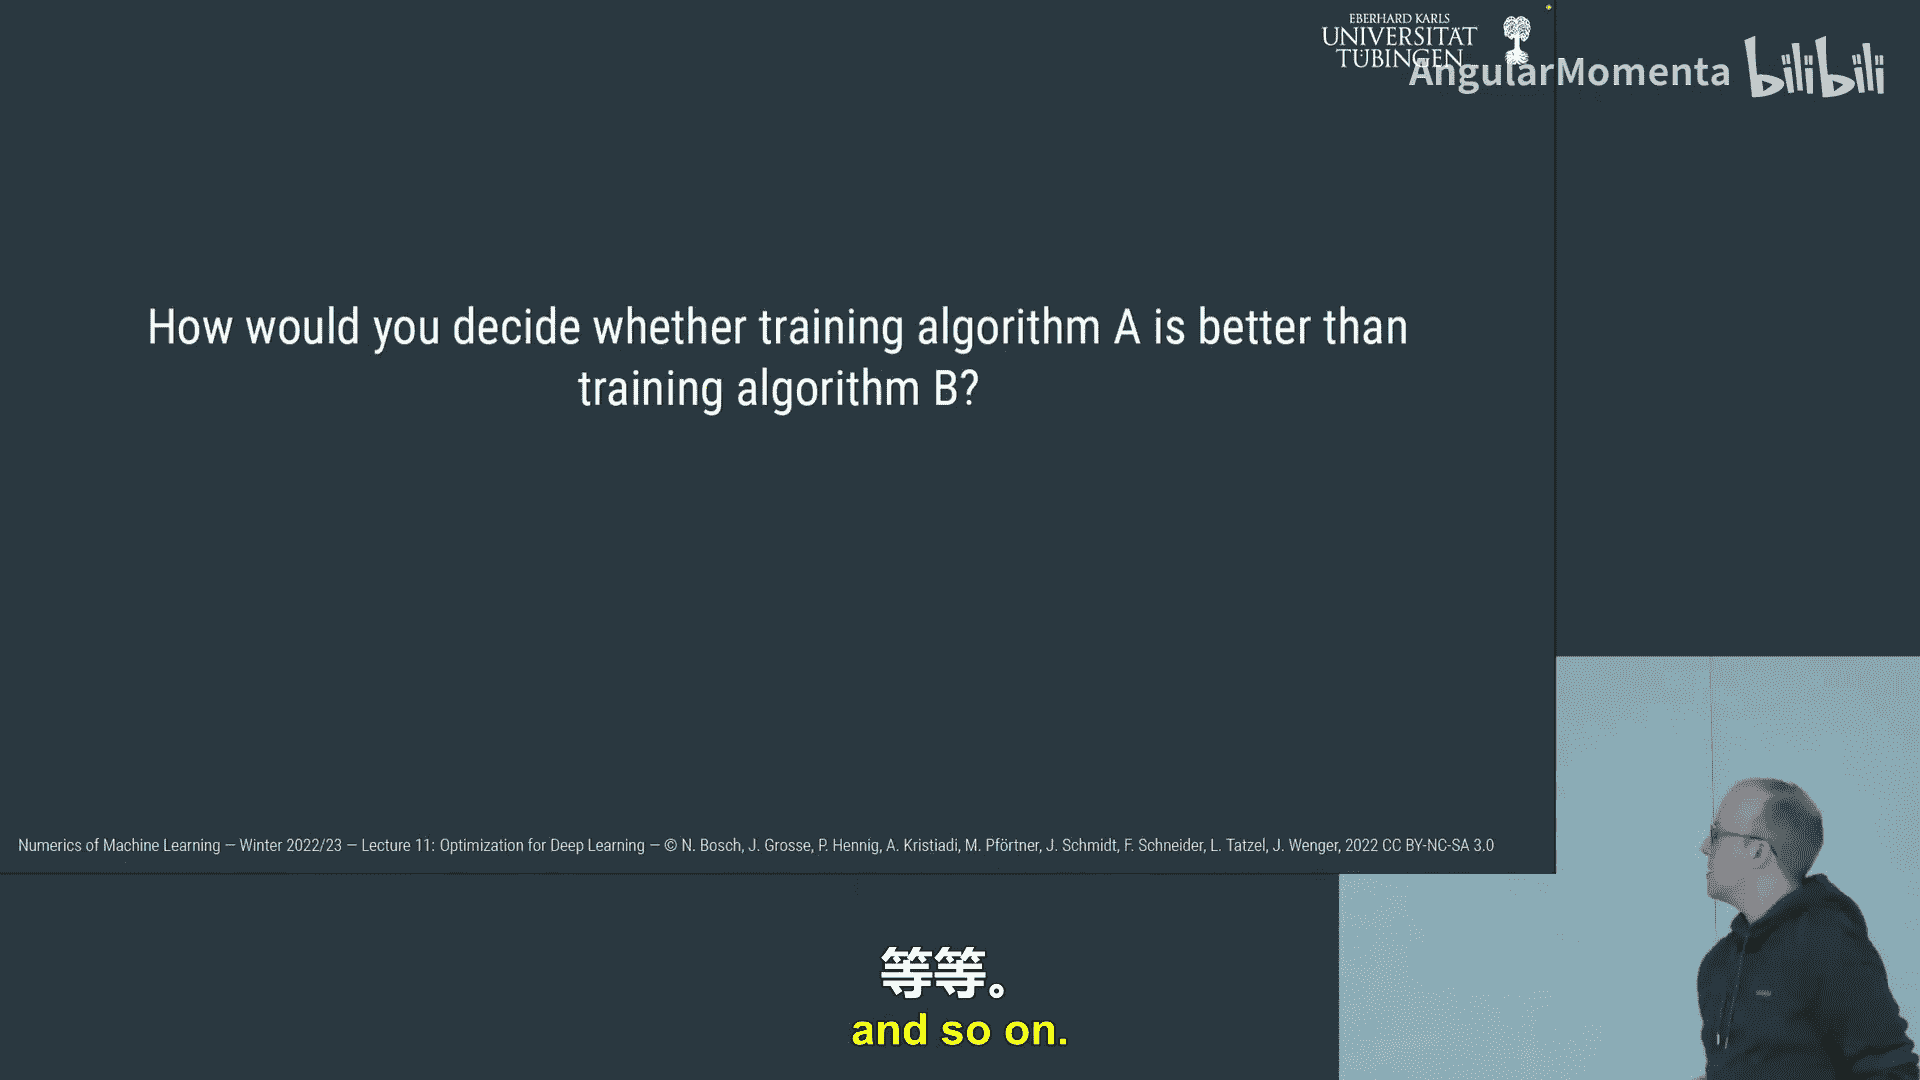 EBERHARD KARLS
UNIVERSITÄT
TÜBINGEN
AngularMomenta bilibili
How would you decide whether training algorithm A is better than
training algorithm B?
Numerics of Machine Learning — Winter 2022/23 — Lecture 11: Optimization for Deep Learning — © N. Bosch, J. Grosse, P. Hennig, A. Kristiadi, M. Pförtner, J. Schmidt, F. Schneider, L. Tatzel, J. Wenger, 2022 CC BY-NC-SA 3.0
等等。
and so on.